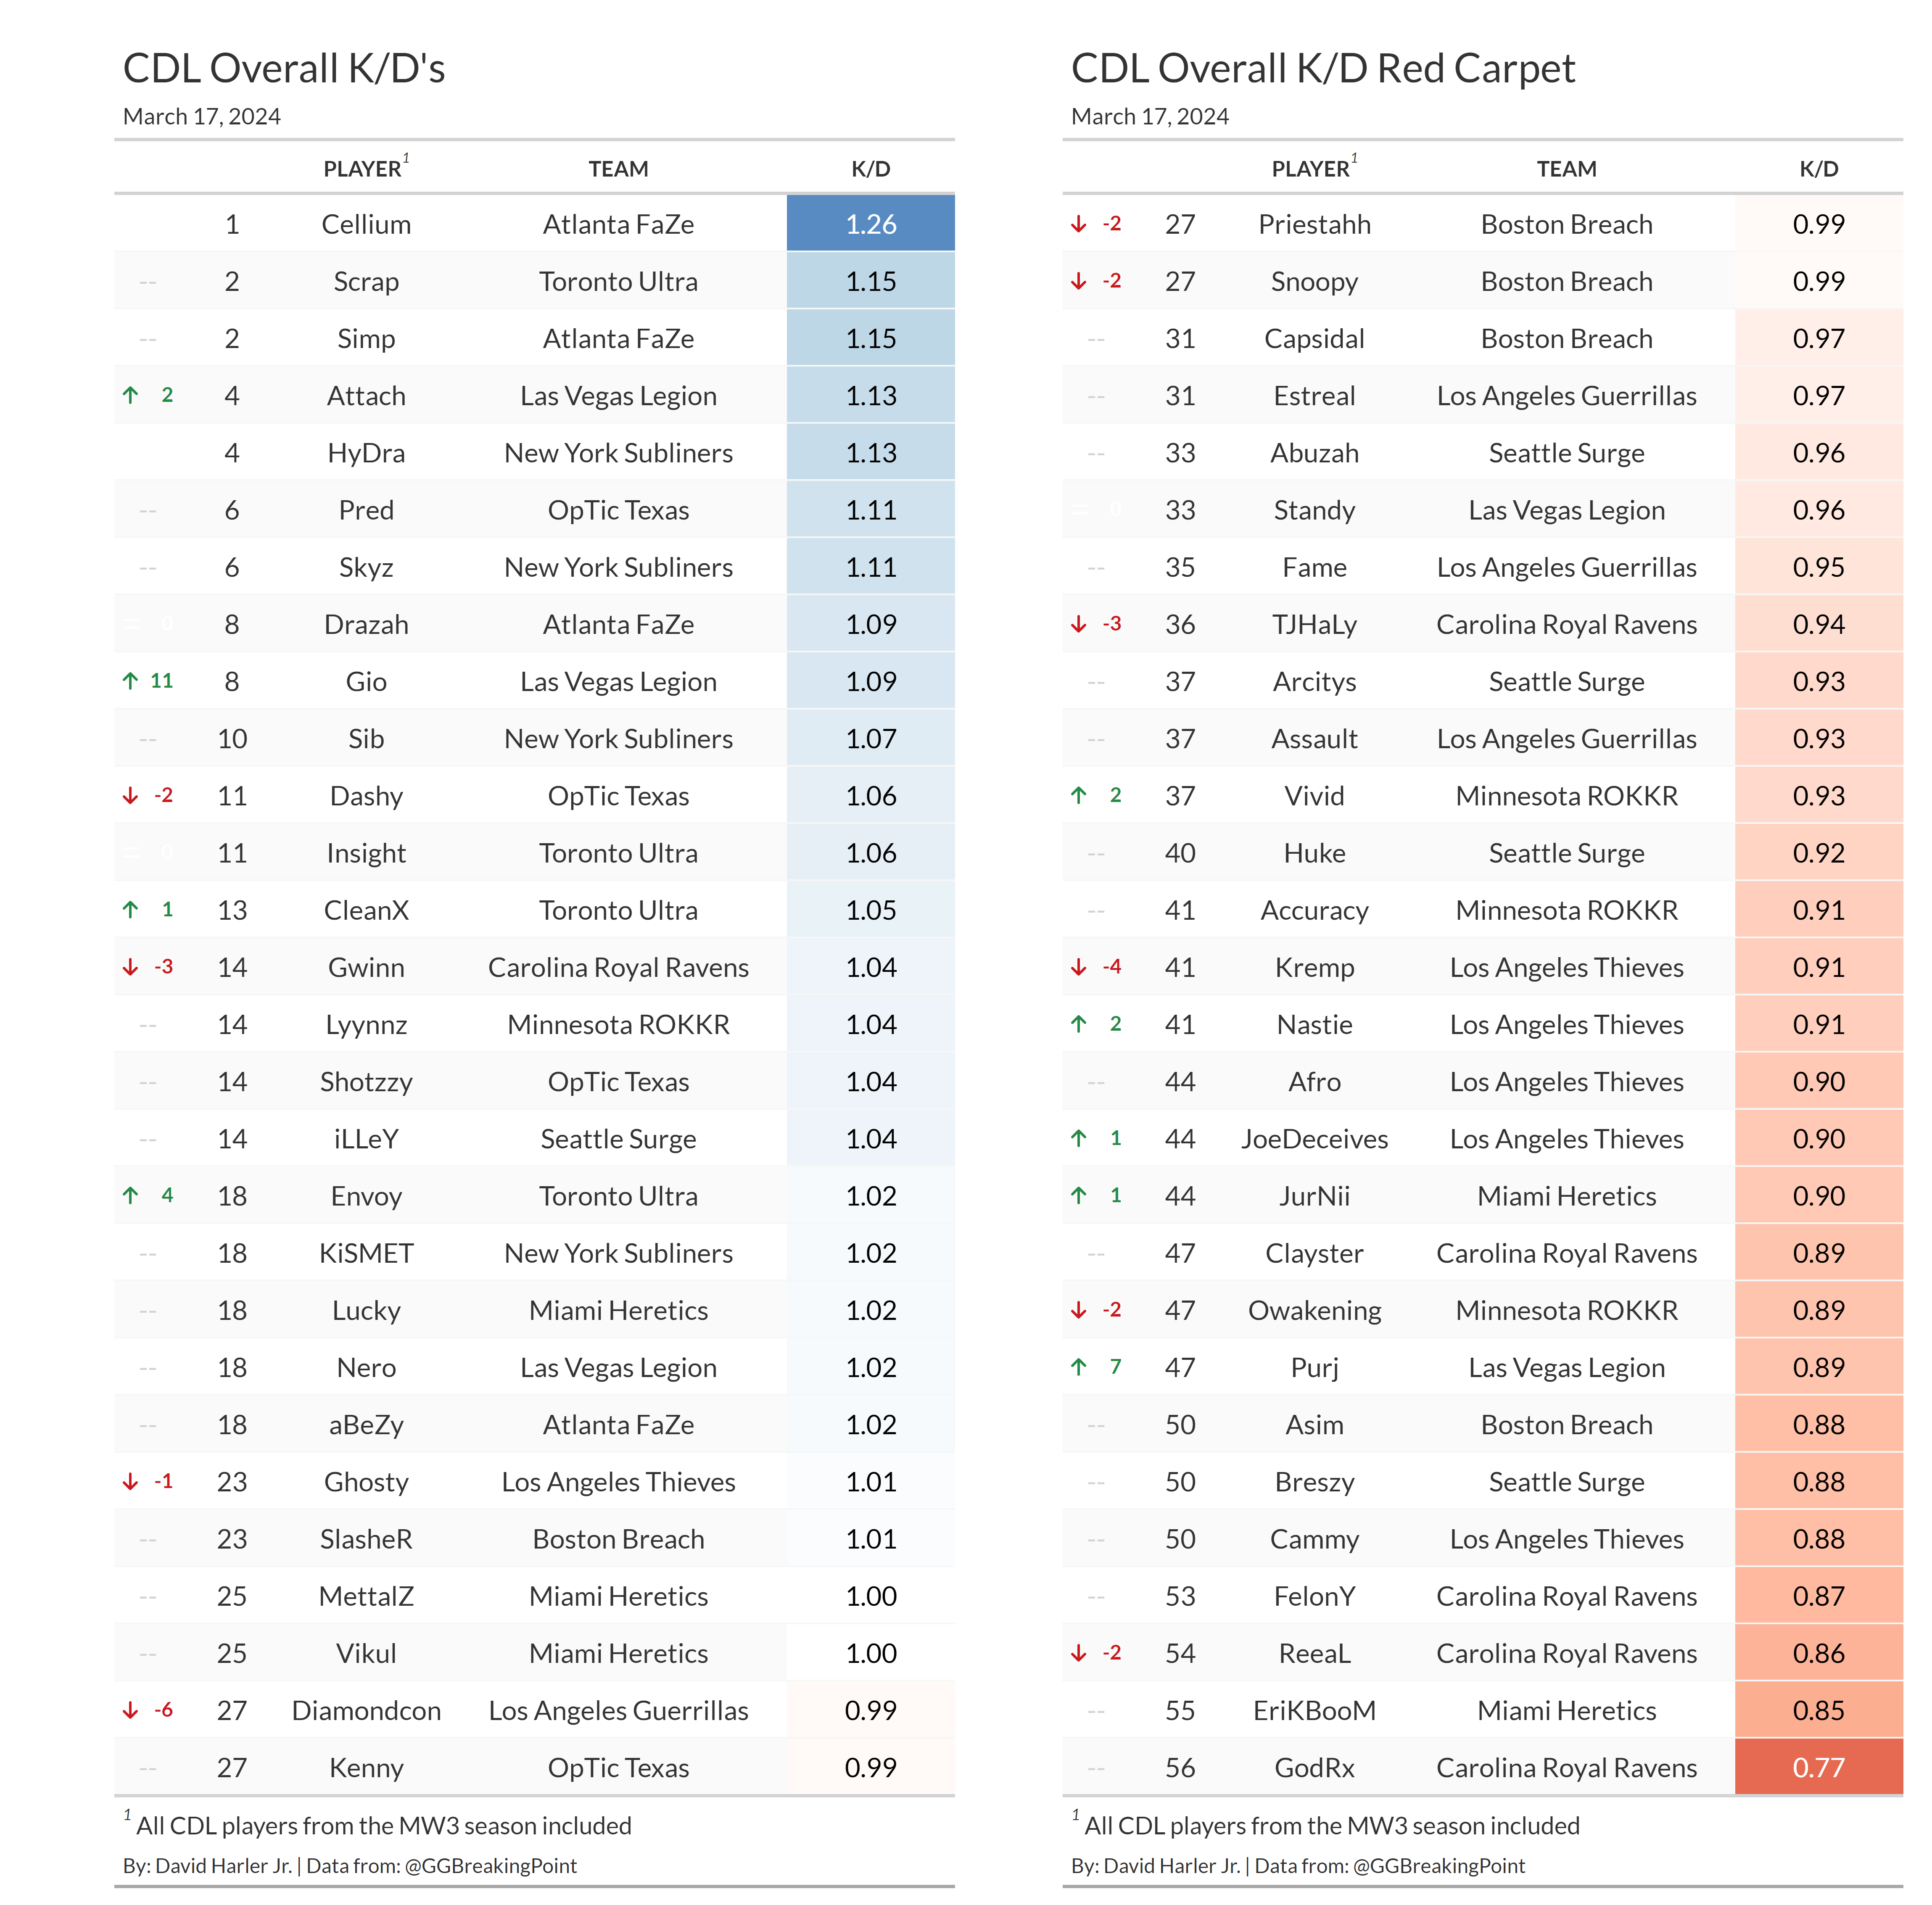 CDL Overall K/D's
March 17, 2024
PLAYER1 TEAM K/D
1 Cellium Atlanta FaZe 1.26
-- 2 Scrap Toronto Ultra 1.15
-- 2 Simp Atlanta FaZe 1.15
↑ 2 4 Attach Las Vegas Legion 1.13
4 HyDra New York Subliners 1.13
-- 6 Pred OpTic Texas 1.11
-- 6 Skyz New York Subliners 1.11
= 0 8 Drazah Atlanta FaZe 1.09
↑ 11 8 Gio Las Vegas Legion 1.09
-- 10 Sib New York Subliners 1.07
↓ -2 11 Dashy OpTic Texas 1.06
= 0 11 Insight Toronto Ultra 1.06
↑ 1 13 CleanX Toronto Ultra 1.05
↓ -3 14 Gwinn Carolina Royal Ravens 1.04
-- 14 Lyynnz Minnesota ROKKR 1.04
-- 14 Shotzzy OpTic Texas 1.04
-- 14 iLLeY Seattle Surge 1.04
↑ 4 18 Envoy Toronto Ultra 1.02
-- 18 KiSMET New York Subliners 1.02
-- 18 Lucky Miami Heretics 1.02
-- 18 Nero Las Vegas Legion 1.02
-- 18 aBeZy Atlanta FaZe 1.02
↓ -1 23 Ghosty Los Angeles Thieves 1.01
-- 23 SlasheR Boston Breach 1.01
-- 25 MettalZ Miami Heretics 1.00
-- 25 Vikul Miami Heretics 1.00
↓ -6 27 Diamondcon Los Angeles Guerrillas 0.99
-- 27 Kenny OpTic Texas 0.99
1 All CDL players from the MW3 season included
By: David Harler Jr. | Data from: @GGBreakingPoint
CDL Overall K/D Red Carpet
March 17, 2024
PLAYER1 TEAM K/D
↓ -2 27 Priestahh Boston Breach 0.99
↓ -2 27 Snoopy Boston Breach 0.99
-- 31 Capsidal Boston Breach 0.97
-- 31 Estreal Los Angeles Guerrillas 0.97
-- 33 Abuzah Seattle Surge 0.96
= 0 33 Standy Las Vegas Legion 0.96
-- 35 Fame Los Angeles Guerrillas 0.95
↓ -3 36 TJHaLy Carolina Royal Ravens 0.94
-- 37 Arcitys Seattle Surge 0.93
-- 37 Assault Los Angeles Guerrillas 0.93
↑ 2 37 Vivid Minnesota ROKKR 0.93
-- 40 Huke Seattle Surge 0.92
-- 41 Accuracy Minnesota ROKKR 0.91
↓ -4 41 Kremp Los Angeles Thieves 0.91
↑ 2 41 Nastie Los Angeles Thieves 0.91
-- 44 Afro Los Angeles Thieves 0.90
↑ 1 44 JoeDeceives Los Angeles Thieves 0.90
↑ 1 44 JurNii Miami Heretics 0.90
-- 47 Clayster Carolina Royal Ravens 0.89
↓ -2 47 Owakening Minnesota ROKKR 0.89
↑ 7 47 Purj Las Vegas Legion 0.89
-- 50 Asim Boston Breach 0.88
-- 50 Breszy Seattle Surge 0.88
-- 50 Cammy Los Angeles Thieves 0.88
-- 53 FelonY Carolina Royal Ravens 0.87
↓ -2 54 ReeaL Carolina Royal Ravens 0.86
-- 55 EriKBooM Miami Heretics 0.85
-- 56 GodRx Carolina Royal Ravens 0.77
1 All CDL players from the MW3 season included
By: David Harler Jr. | Data from: @GGBreakingPoint